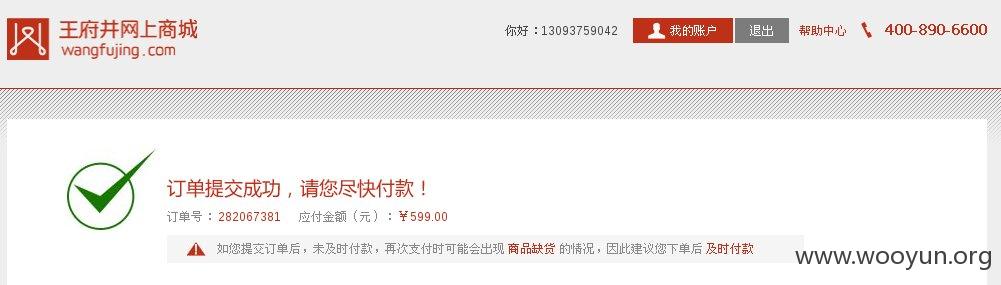 王府井网上商城
wangfujing.com
你好：13093759042 我的账户 退出 帮助中心 400-890-6600
订单提交成功，请您尽快付款！
订单号：282067381 应付金额（元）：￥599.00
如您提交订单后，未及时付款，再次支付时可能会出现 商品缺货 的情况，因此建议您下单后 及时付款
www.wooyun.org